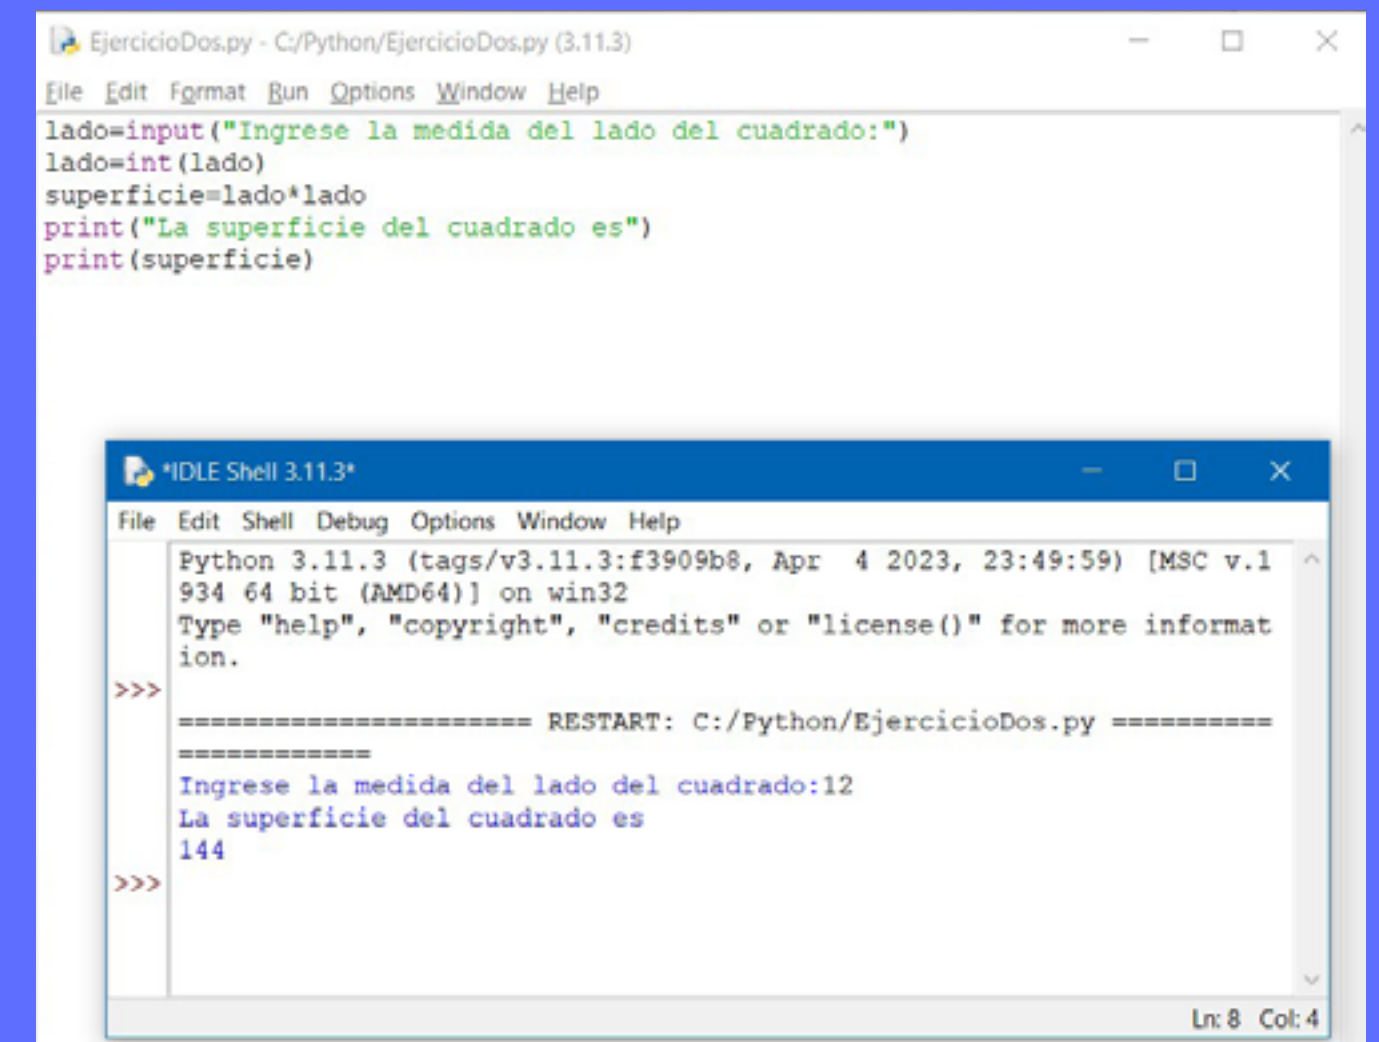 EjercicioDos.py - C:/Python/EjercicioDos.py (3.11.3)
File Edit Format Run Options Window Help
lado=input("Ingrese la medida del lado del cuadrado:")
lado=int(lado)
superficie=lado*lado
print("La superficie del cuadrado es")
print(superficie)
*IDLE Shell 3.11.3*
File Edit Shell Debug Options Window Help
Python 3.11.3 (tags/v3.11.3:f3909b8, Apr  4 2023, 23:49:59) [MSC v.1
934 64 bit (AMD64)] on win32
Type "help", "copyright", "credits" or "license()" for more informat
ion.
>>>
====================== RESTART: C:/Python/EjercicioDos.py ==========
============
Ingrese la medida del lado del cuadrado:12
La superficie del cuadrado es
144
>>>
Ln: 8 Col: 4